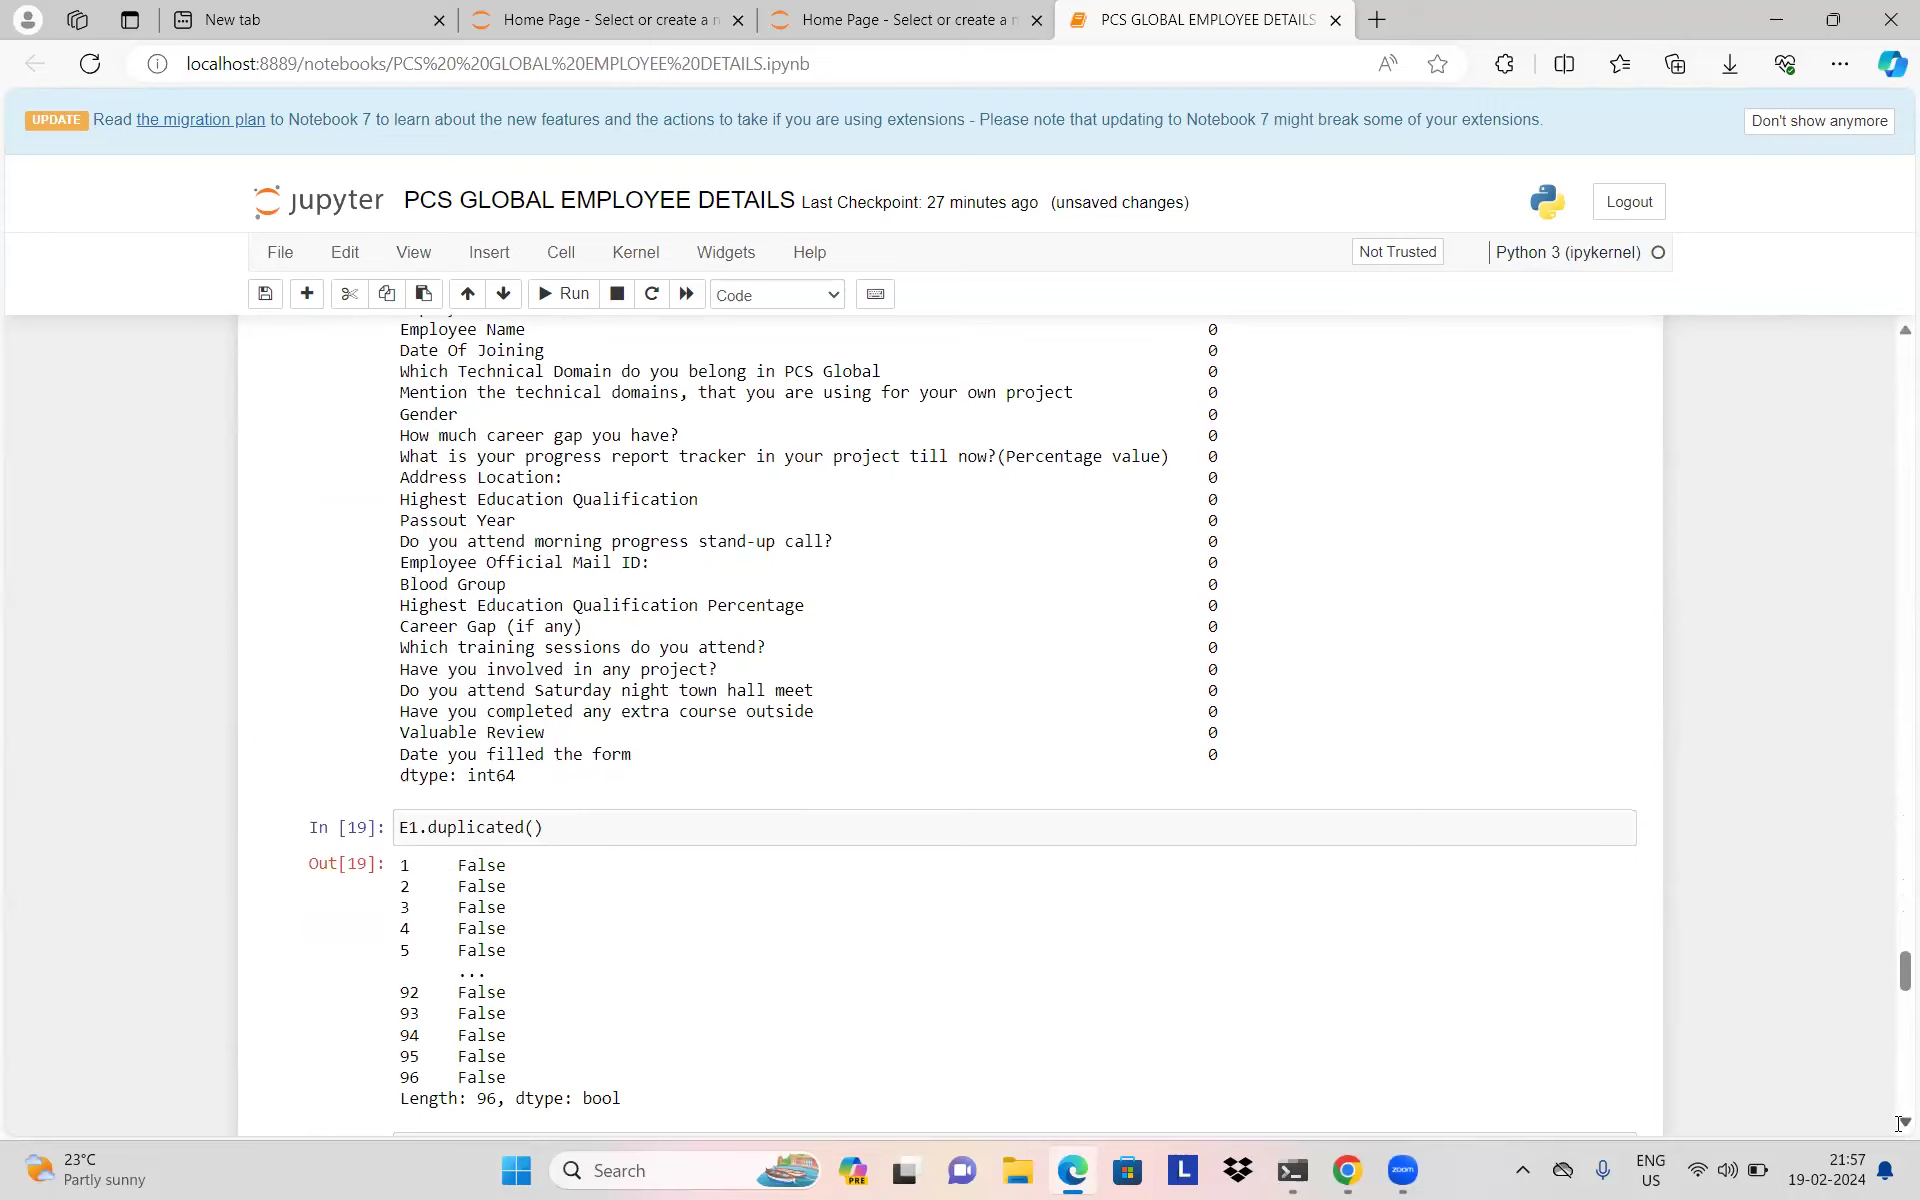 New tab
Home Page - Select or create a n
Home Page - Select or create a n
PCS GLOBAL EMPLOYEE DETAILS
localhost:8889/notebooks/PCS%20%20GLOBAL%20EMPLOYEE%20DETAILS.ipynb
UPDATE Read the migration plan to Notebook 7 to learn about the new features and the actions to take if you are using extensions - Please note that updating to Notebook 7 might break some of your extensions.
Don't show anymore
jupyter PCS GLOBAL EMPLOYEE DETAILS Last Checkpoint: 27 minutes ago (unsaved changes)
Logout
File Edit View Insert Cell Kernel Widgets Help
Not Trusted
Python 3 (ipykernel)
Run
Code
Employee Name 0
Date Of Joining 0
Which Technical Domain do you belong in PCS Global 0
Mention the technical domains, that you are using for your own project 0
Gender 0
How much career gap you have? 0
What is your progress report tracker in your project till now?(Percentage value) 0
Address Location: 0
Highest Education Qualification 0
Passout Year 0
Do you attend morning progress stand-up call? 0
Employee Official Mail ID: 0
Blood Group 0
Highest Education Qualification Percentage 0
Career Gap (if any) 0
Which training sessions do you attend? 0
Have you involved in any project? 0
Do you attend Saturday night town hall meet 0
Have you completed any extra course outside 0
Valuable Review 0
Date you filled the form 0
dtype: int64
In [19]: E1.duplicated()
Out[19]: 1 False
2 False
3 False
4 False
5 False
...
92 False
93 False
94 False
95 False
96 False
Length: 96, dtype: bool
23°C
Partly sunny
Search
PRE
L
zoom
ENG
US
21:57
19-02-2024